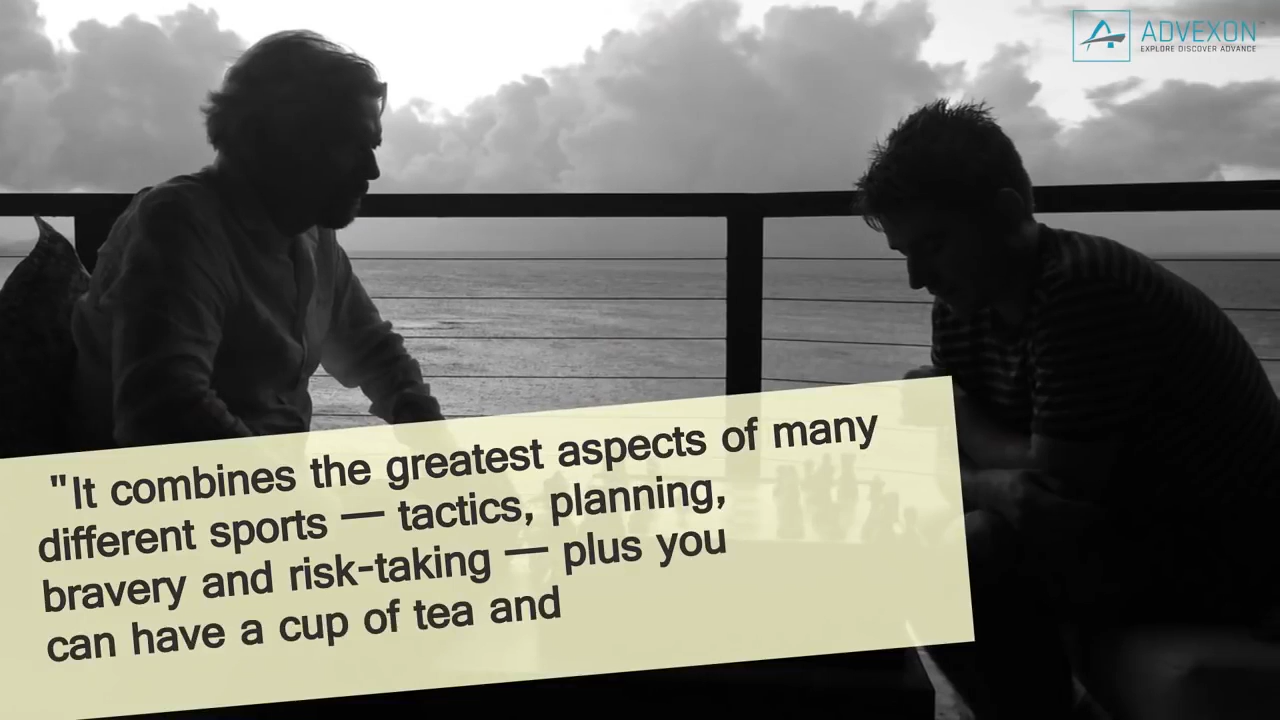 ADVEXON
EXPLORE DISCOVER ADVANCE
"It combines the greatest aspects of many
different sports — tactics, planning,
bravery and risk-taking — plus you
can have a cup of tea and